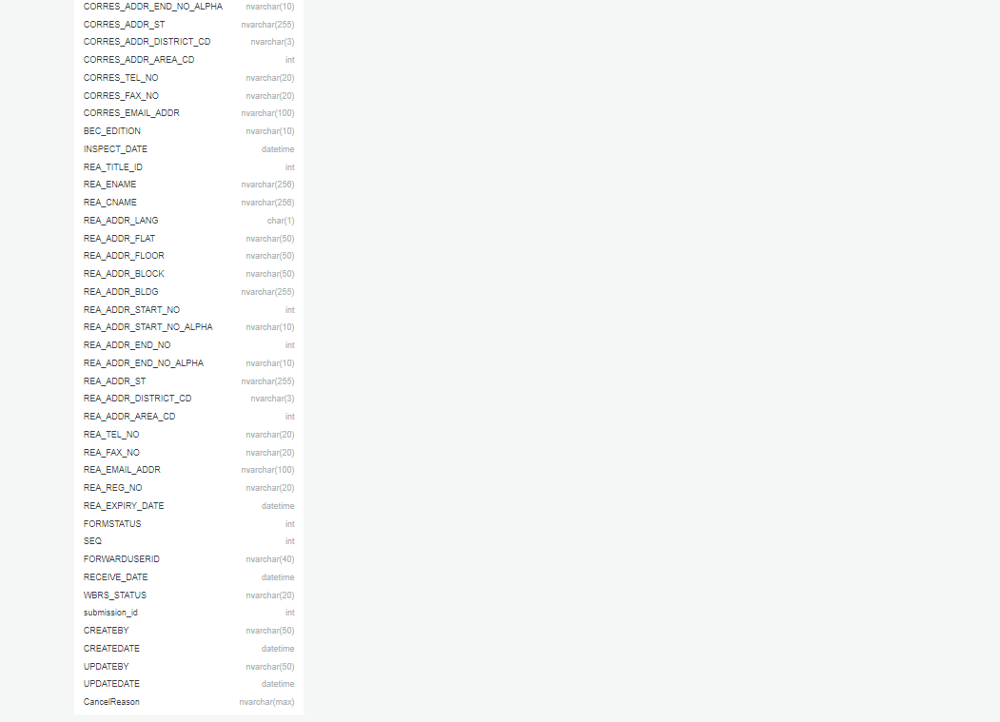 CORRES_ADDR_END_NO_ALPHA nvarchar(10)
CORRES_ADDR_ST nvarchar(255)
CORRES_ADDR_DISTRICT_CD nvarchar(3)
CORRES_ADDR_AREA_CD int
CORRES_TEL_NO nvarchar(20)
CORRES_FAX_NO nvarchar(20)
CORRES_EMAIL_ADDR nvarchar(100)
BEC_EDITION nvarchar(10)
INSPECT_DATE datetime
REA_TITLE_ID int
REA_ENAME nvarchar(256)
REA_CNAME nvarchar(256)
REA_ADDR_LANG char(1)
REA_ADDR_FLAT nvarchar(50)
REA_ADDR_FLOOR nvarchar(50)
REA_ADDR_BLOCK nvarchar(50)
REA_ADDR_BLDG nvarchar(255)
REA_ADDR_START_NO int
REA_ADDR_START_NO_ALPHA nvarchar(10)
REA_ADDR_END_NO int
REA_ADDR_END_NO_ALPHA nvarchar(10)
REA_ADDR_ST nvarchar(255)
REA_ADDR_DISTRICT_CD nvarchar(3)
REA_ADDR_AREA_CD int
REA_TEL_NO nvarchar(20)
REA_FAX_NO nvarchar(20)
REA_EMAIL_ADDR nvarchar(100)
REA_REG_NO nvarchar(20)
REA_EXPIRY_DATE datetime
FORMSTATUS int
SEQ int
FORWARDUSERID nvarchar(40)
RECEIVE_DATE datetime
WBRS_STATUS nvarchar(20)
submission_id int
CREATEBY nvarchar(50)
CREATEDATE datetime
UPDATEBY nvarchar(50)
UPDATEDATE datetime
CancelReason nvarchar(max)